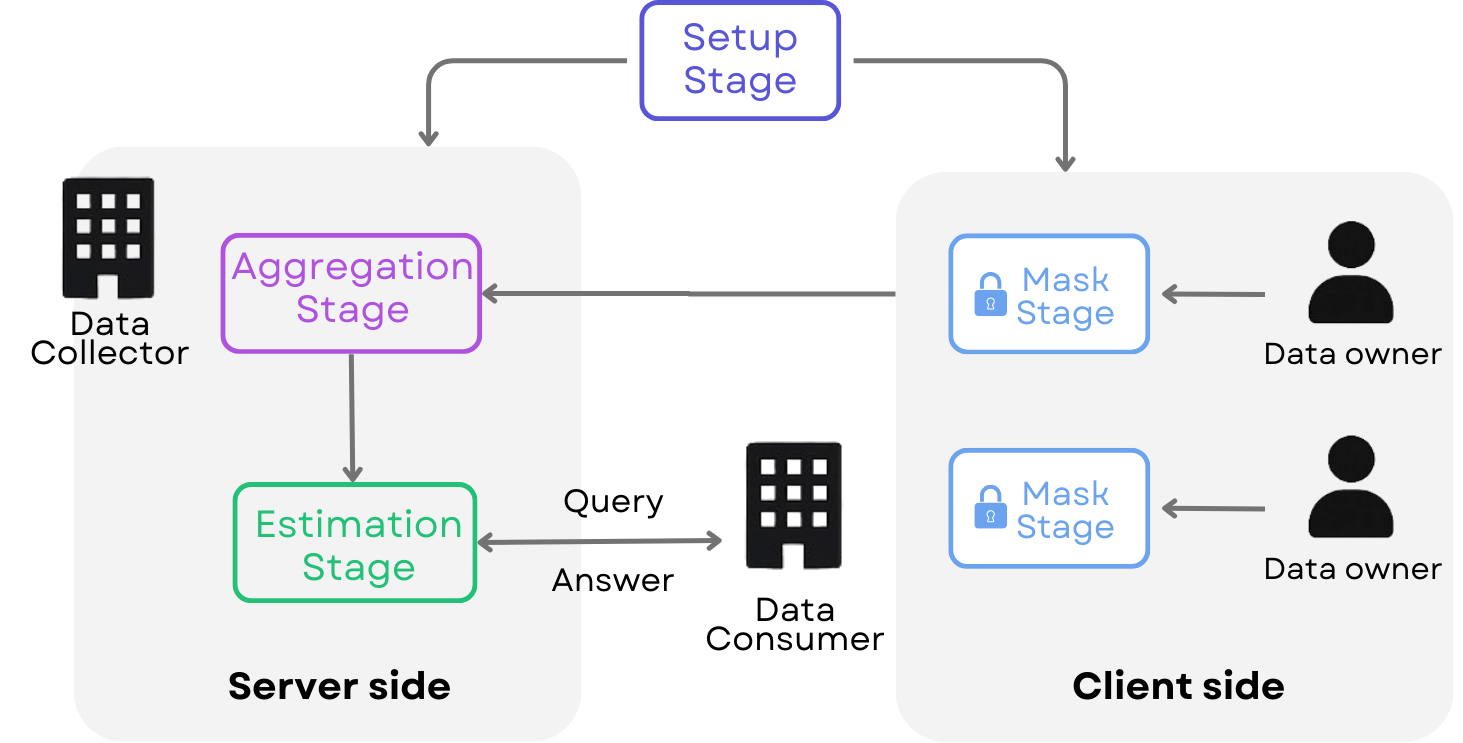 Setup
Stage
Data
Collector
Aggregation
Stage
Mask
Stage
Data owner
Estimation
Stage
Query
Answer
Data
Consumer
Mask
Stage
Data owner
Server side
Client side